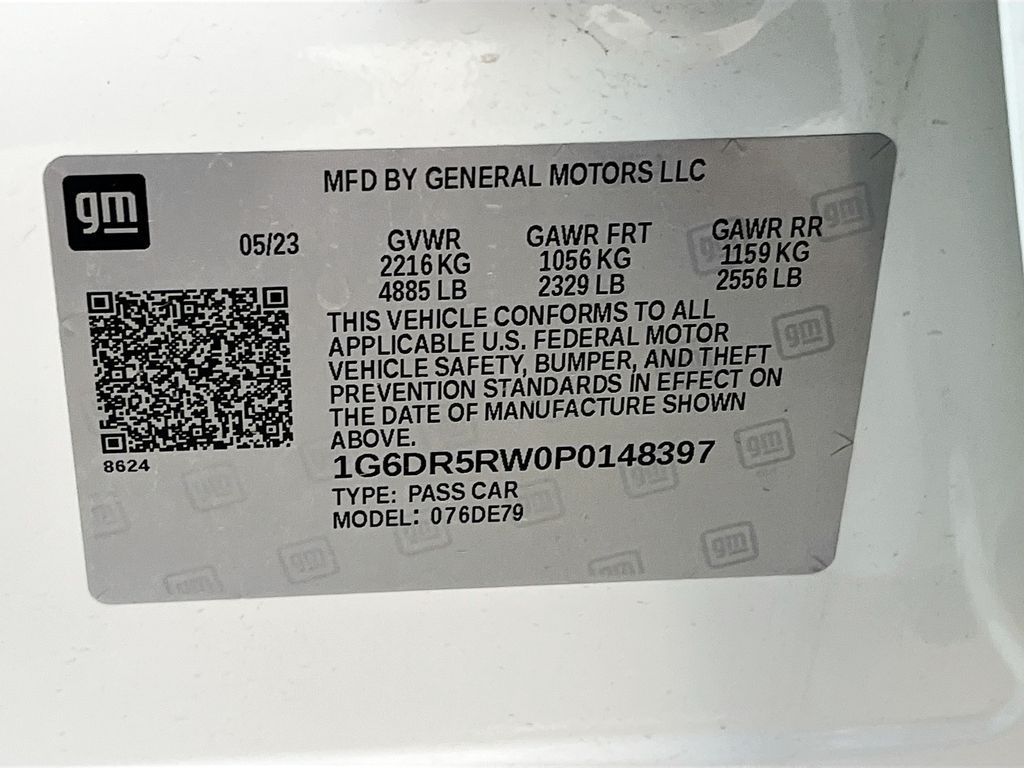 gm
MFD BY GENERAL MOTORS LLC
05/23 GVWR GAWR FRT GAWR RR
2216 KG 1056 KG 1159 KG
4885 LB 2329 LB 2556 LB
THIS VEHICLE CONFORMS TO ALL
APPLICABLE U.S. FEDERAL MOTOR
VEHICLE SAFETY, BUMPER, AND THEFT
PREVENTION STANDARDS IN EFFECT ON
THE DATE OF MANUFACTURE SHOWN
ABOVE.
8624
1G6DR5RW0P0148397
TYPE: PASS CAR
MODEL: 076DE79